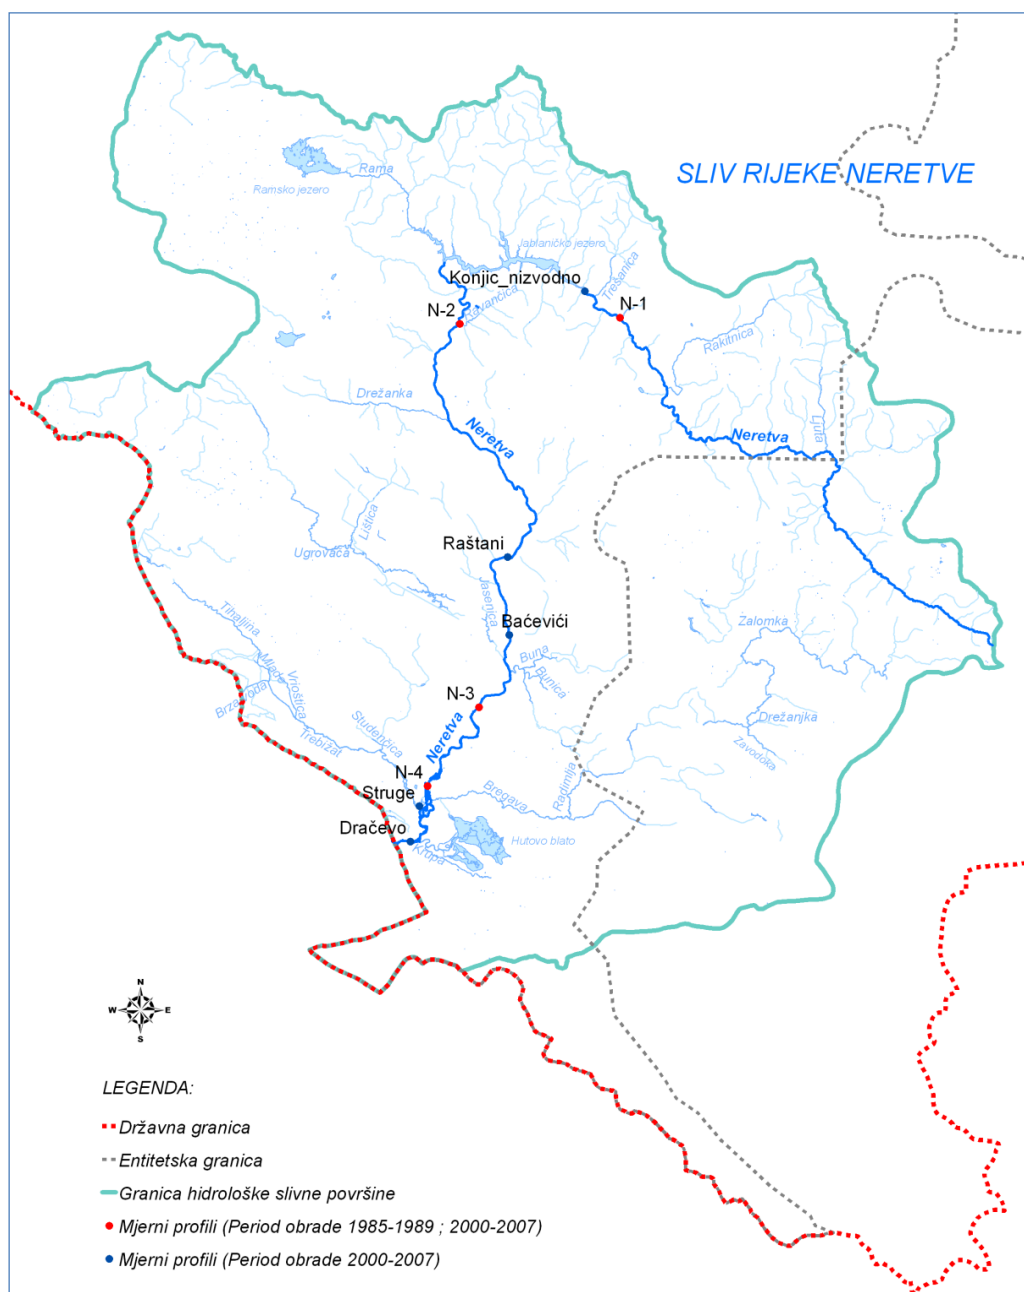 SLIV RIJEKE NERETVE
Rama
Ramsko jezero
Jablaničko jezero
Konjic_nizvodno
Trešanica
Ravančica
N-2
N-1
Rakitnica
Drežanka
Neretva
Neretva
Ljuta
Lištica
Raštani
Ugrovača
Jasenica
Baćevići
Tihaljina
Zalomka
Buna
Bunica
Mlade
Vrioštica
Brza voda
N-3
Studenčica
Neretva
Drežanjka
Trebižat
Zavodoka
N-4
Radimlja
Bregava
Struge
Dračevo
Hutovo blato
Krupa
N
W
E
S
LEGENDA:
Državna granica
Entitetska granica
Granica hidrološke slivne površine
Mjerni profili (Period obrade 1985-1989 ; 2000-2007)
Mjerni profili (Period obrade 2000-2007)